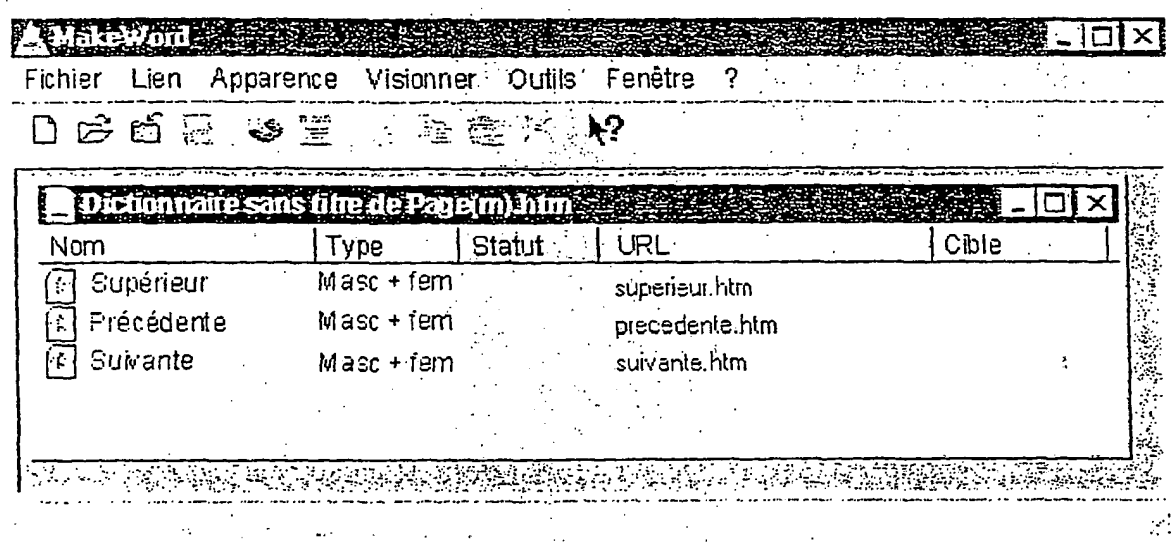 MakeWord
Fichier Lien Apparence Visionner Outils Fenêtre ?
Dictionnaire sans titre de Page(m).htm
Nom Type Statut URL Cible
Supérieur Masc + fem superieur.htm
Précédente Masc + fem precedente.htm
Suivante Masc + fem suivante.htm